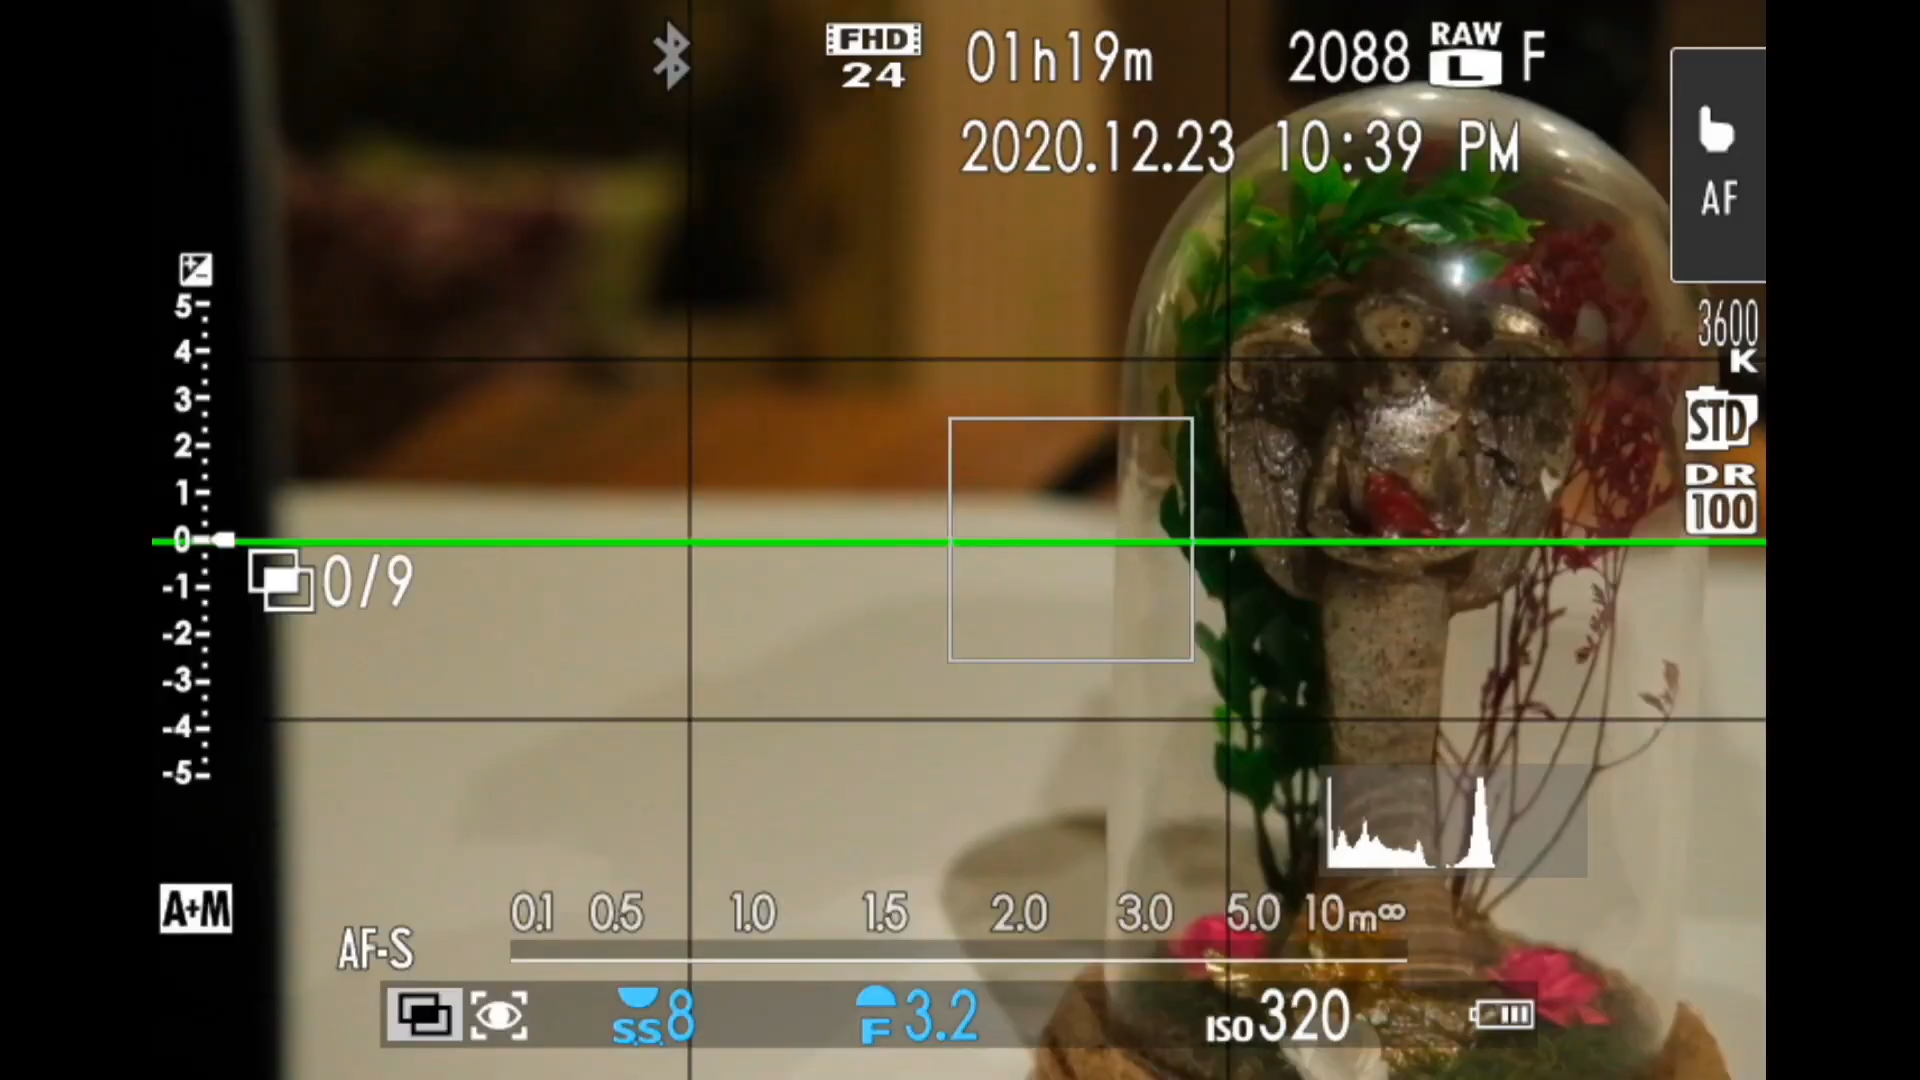 FHD 24 01h19m 2088 RAW L F
2020.12.23 10:39 PM
AF
5
4
3
2
1
0
-1
-2
-3
-4
-5
3600 K
STD
DR 100
0/9
A+M
0.1 0.5 1.0 1.5 2.0 3.0 5.0 10m∞
AF-S
S.S. 8 F 3.2 ISO 320